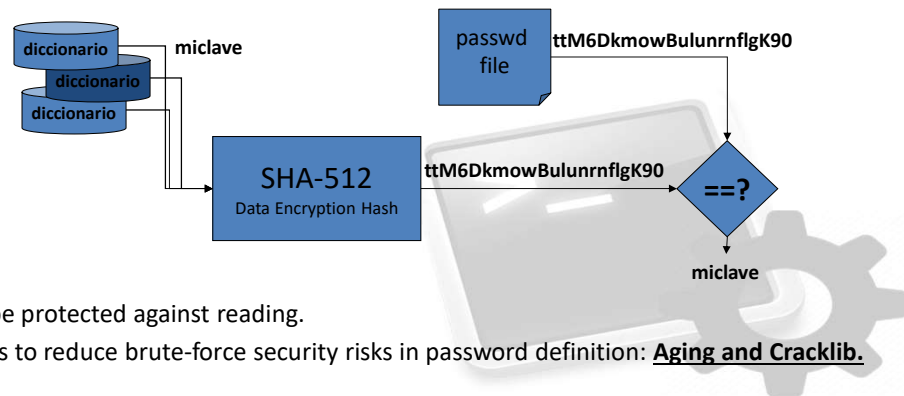 diccionario
miclave
diccionario
diccionario
passwd
file
ttM6DkmowBulunrnflgK90
SHA-512
Data Encryption Hash
ttM6DkmowBulunrnflgK90
==?
miclave
be protected against reading.
s to reduce brute-force security risks in password definition: Aging and Cracklib.